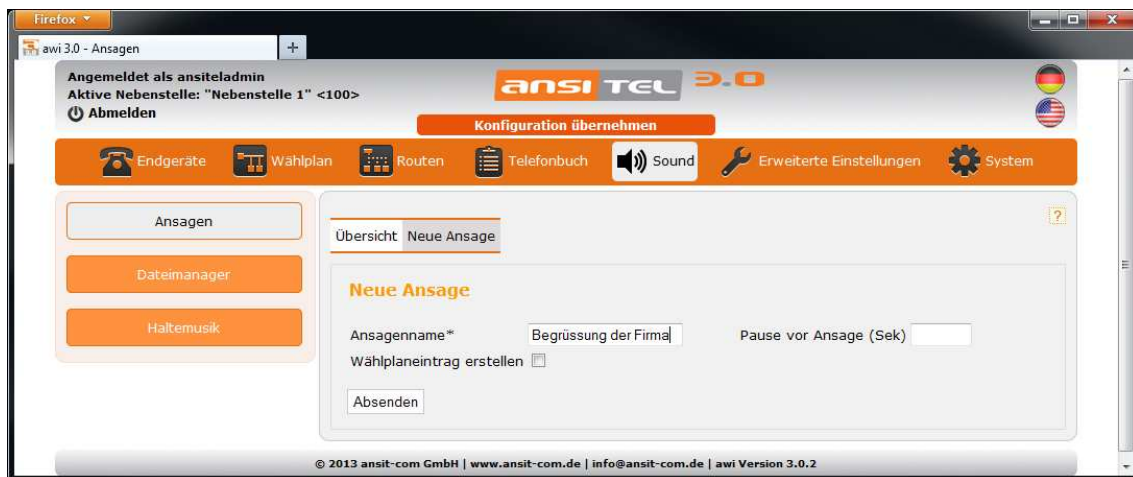 Firefox
awi 3.0 - Ansagen +
Angemeldet als ansiteladmin
Aktive Nebenstelle: "Nebenstelle 1" <100>
Abmelden
ansi TEL 3.0
Konfiguration übernehmen
Endgeräte Wählplan Routen Telefonbuch Sound Erweiterte Einstellungen System
Ansagen
Dateimanager
Haltemusik
Übersicht Neue Ansage
?
Neue Ansage
Ansagenname* Begrüssung der Firma Pause vor Ansage (Sek)
Wählplaneintrag erstellen
Absenden
© 2013 ansit-com GmbH | www.ansit-com.de | info@ansit-com.de | awi Version 3.0.2